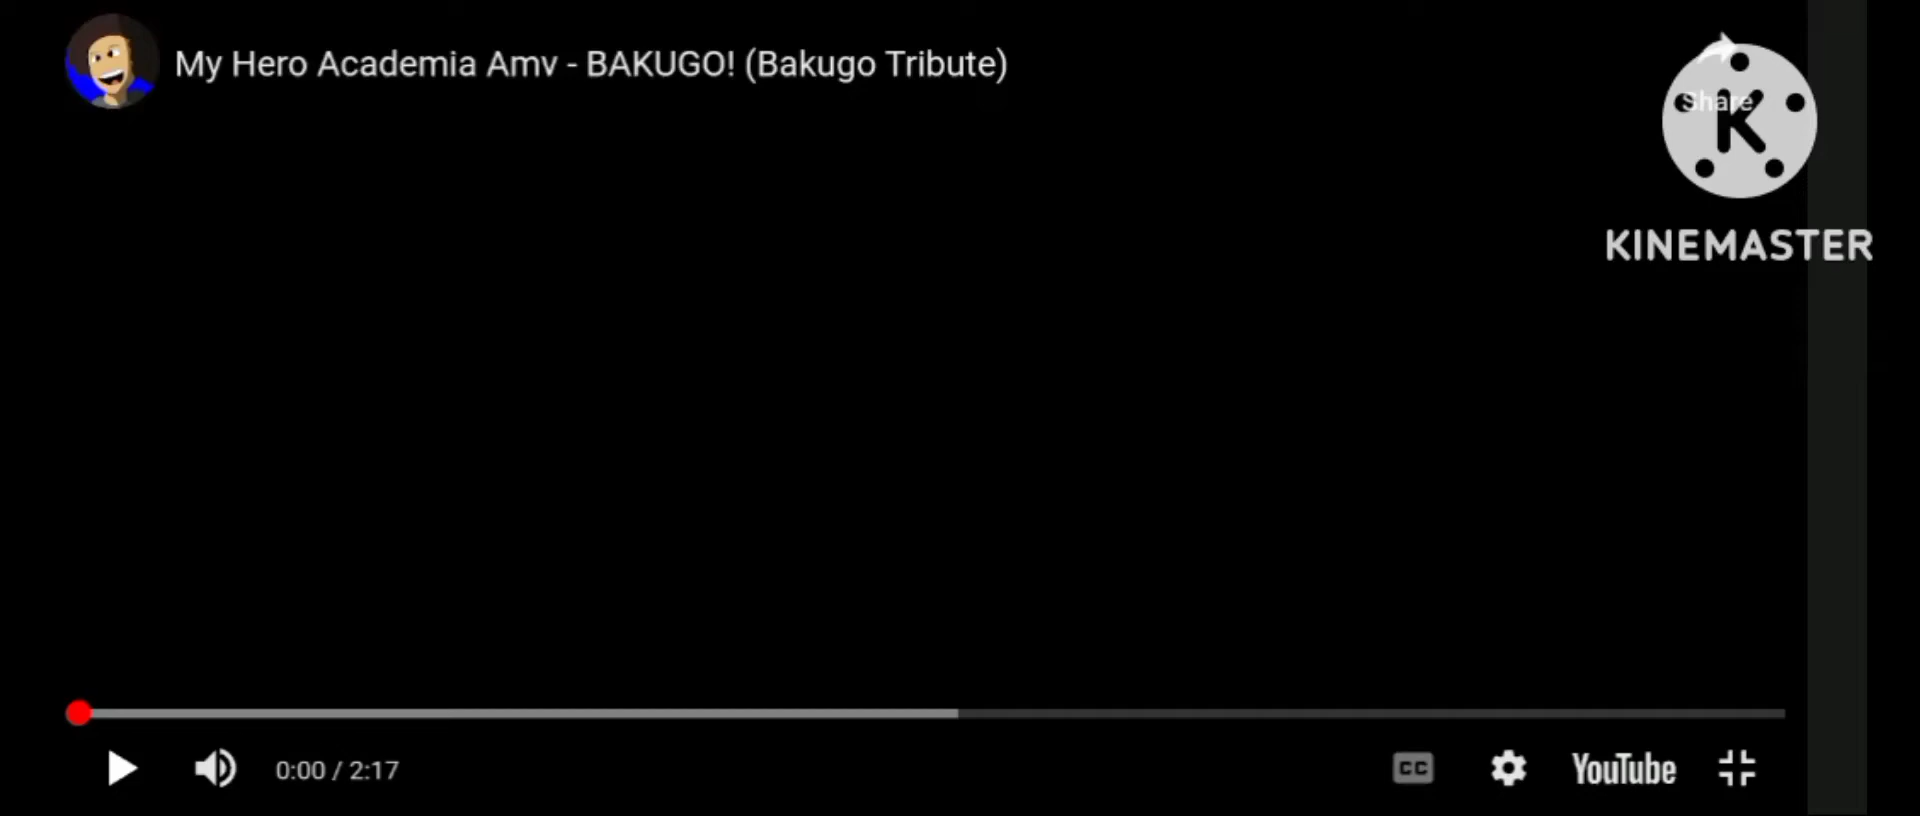 My Hero Academia Amv - BAKUGO! (Bakugo Tribute)
Share
K
KINEMASTER
0:00 / 2:17
CC
YouTube